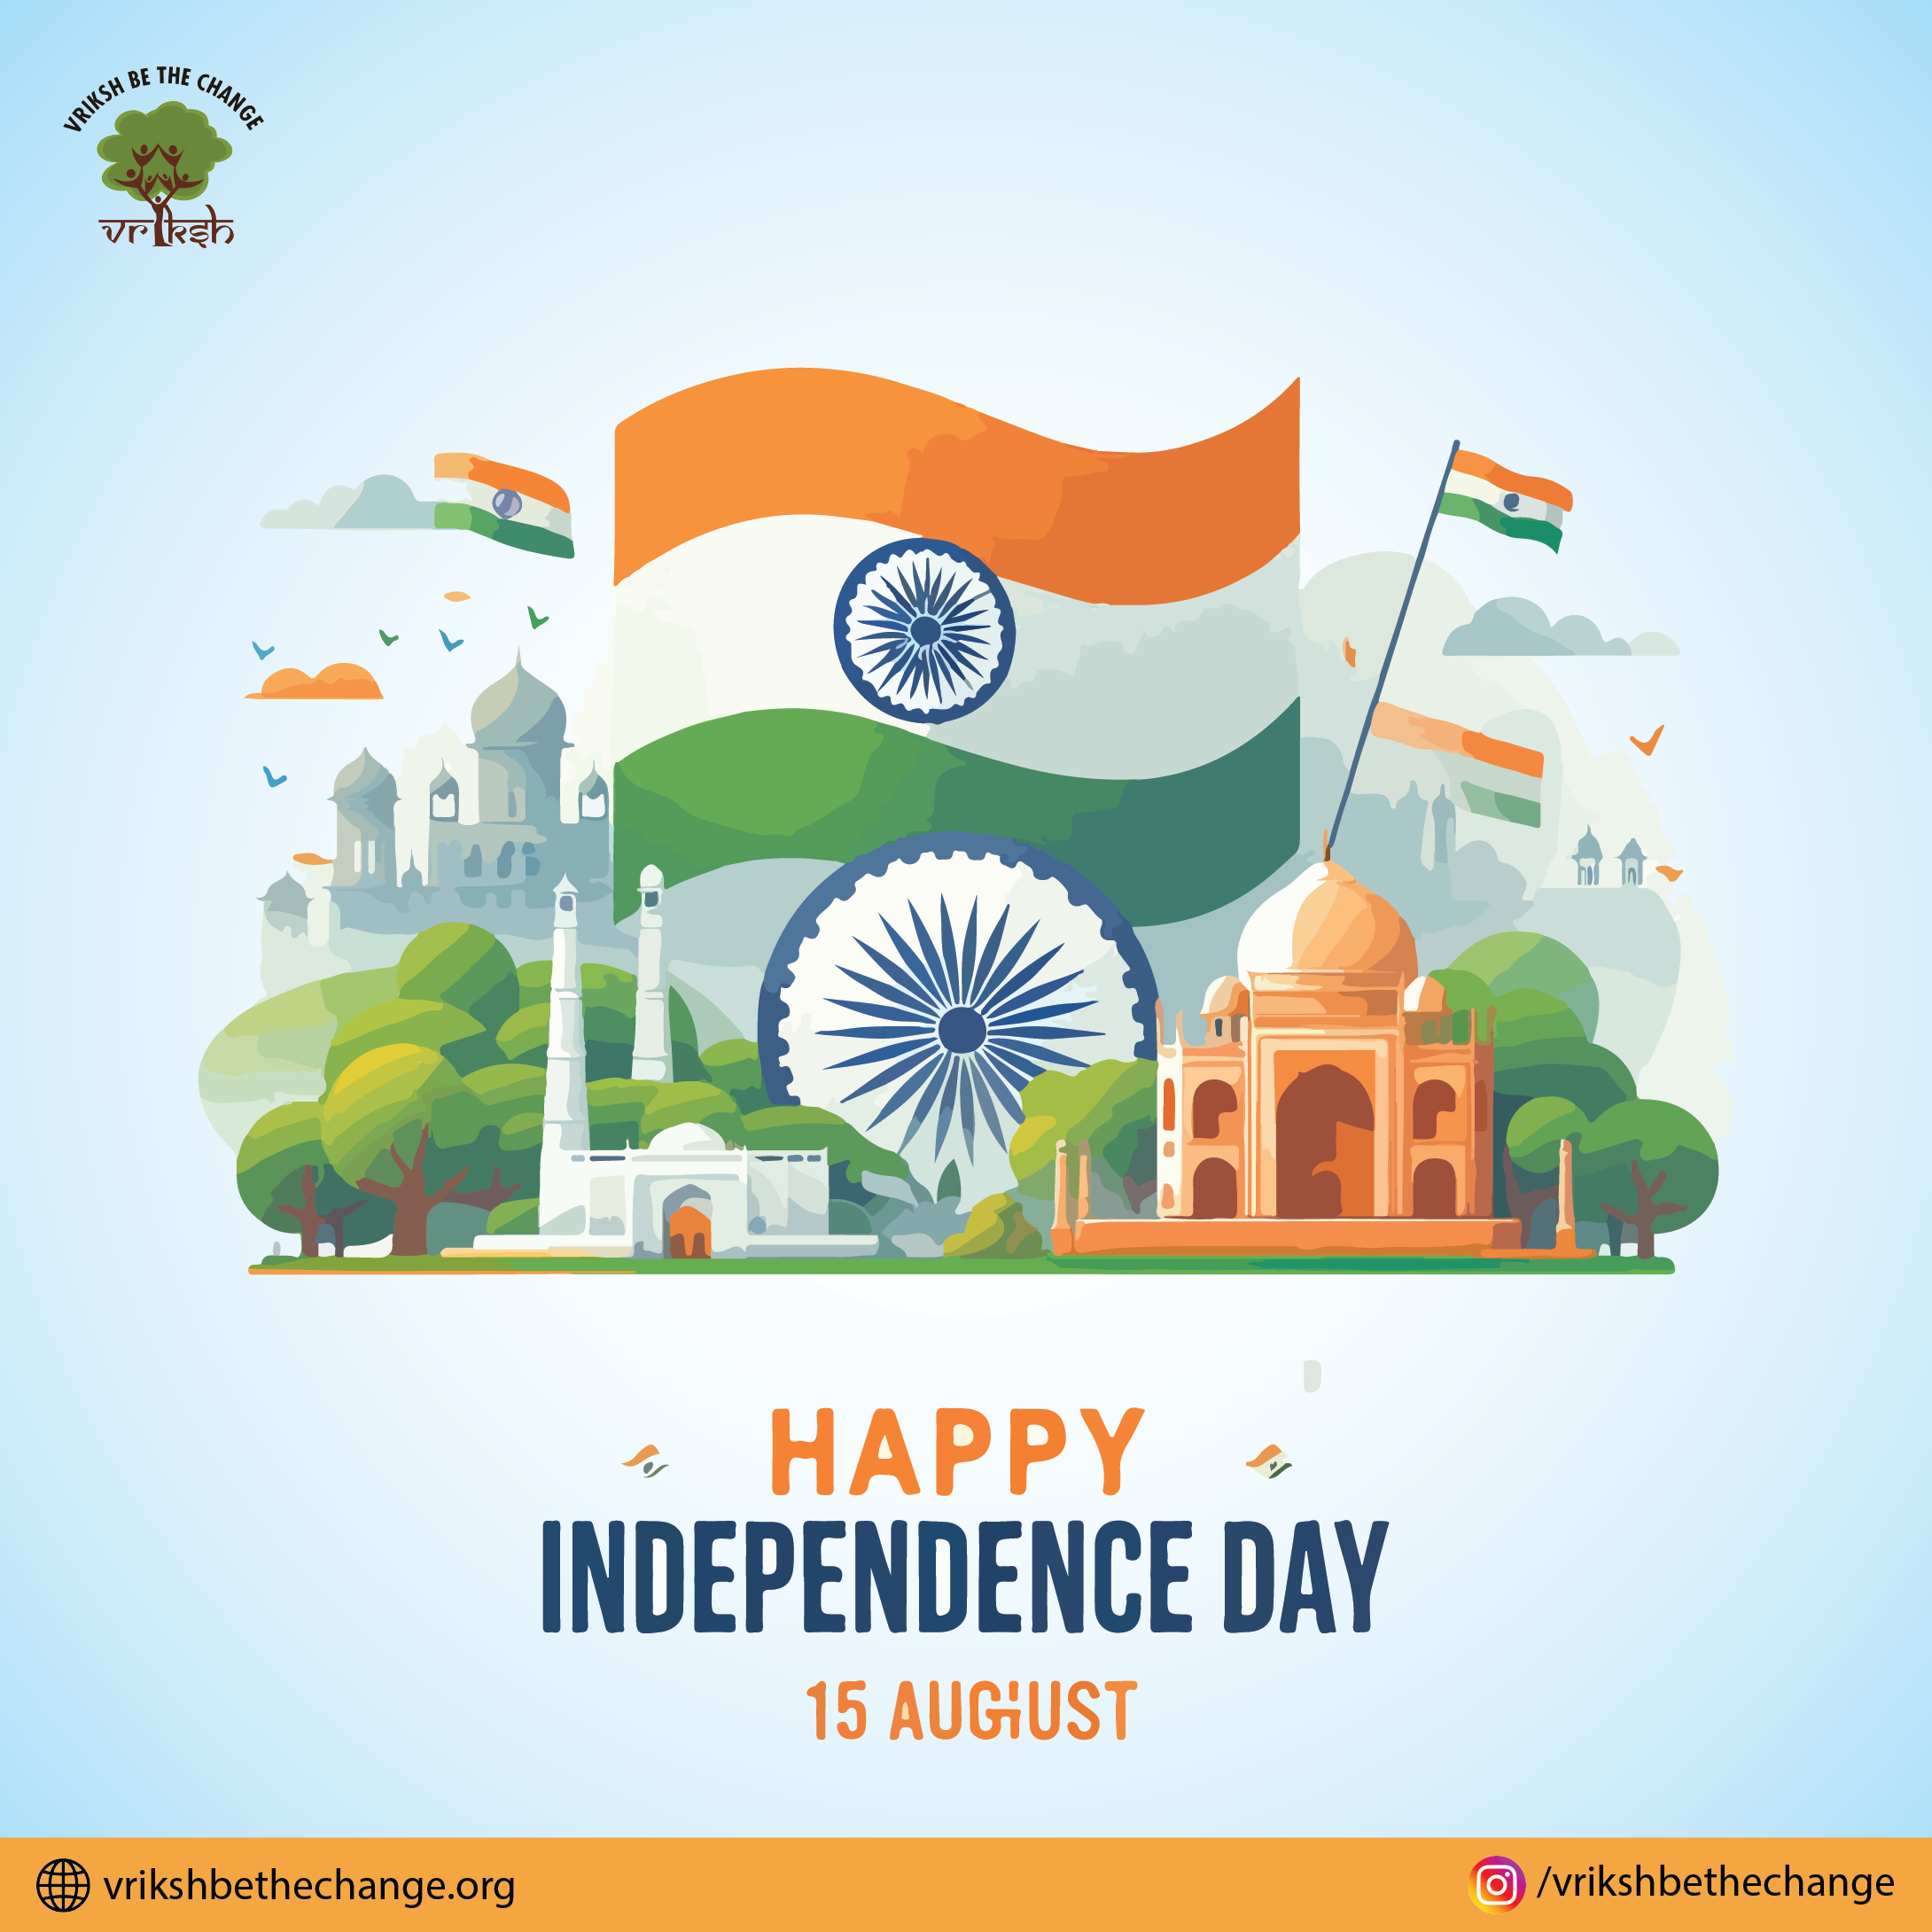 VRIKSH BE THE CHANGE
vriksh
HAPPY
INDEPENDENCE DAY
15 AUGUST
vrikshbethechange.org
/vrikshbethechange